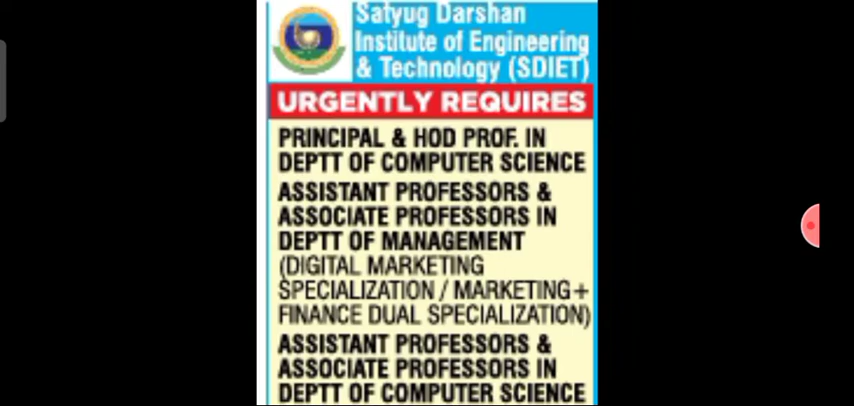 Satyug Darshan
Institute of Engineering
& Technology (SDIET)
URGENTLY REQUIRES
PRINCIPAL & HOD PROF. IN
DEPTT OF COMPUTER SCIENCE
ASSISTANT PROFESSORS &
ASSOCIATE PROFESSORS IN
DEPTT OF MANAGEMENT
(DIGITAL MARKETING
SPECIALIZATION / MARKETING+
FINANCE DUAL SPECIALIZATION)
ASSISTANT PROFESSORS &
ASSOCIATE PROFESSORS IN
DEPTT OF COMPUTER SCIENCE